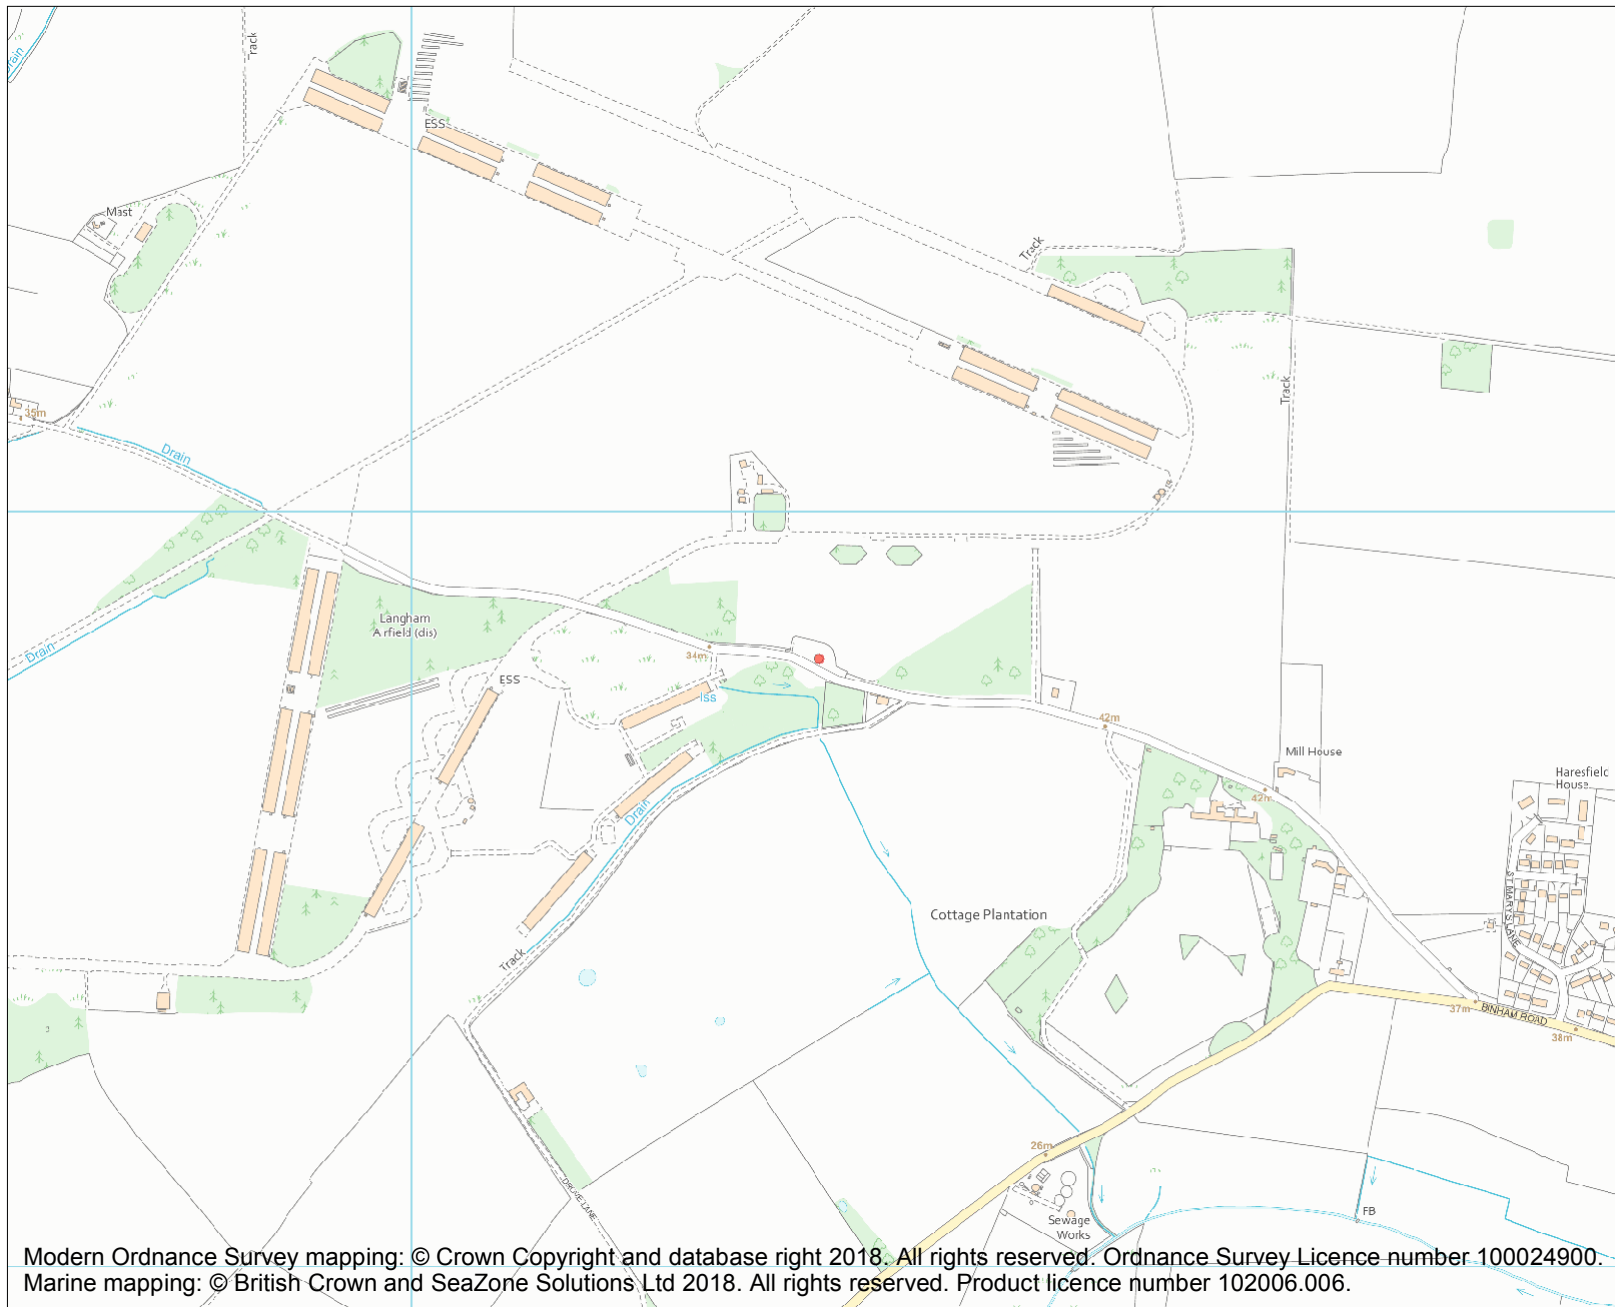 Drain
Track
ESS
Mast
Track
Track
35m
Drain
Langham
Airfield (dis)
Drain
34m
ESS
Iss
42m
Mill House
42m
Haresfield
House
Drain
ST MARYS LANE
Cottage Plantation
Track
37m
BINHAM ROAD
38m
26m
DROVE LANE
FB
Sewage
Works
Modern Ordnance Survey mapping: © Crown Copyright and database right 2018. All rights reserved. Ordnance Survey Licence number 100024900.
Marine mapping: © British Crown and SeaZone Solutions Ltd 2018. All rights reserved. Product licence number 102006.006.